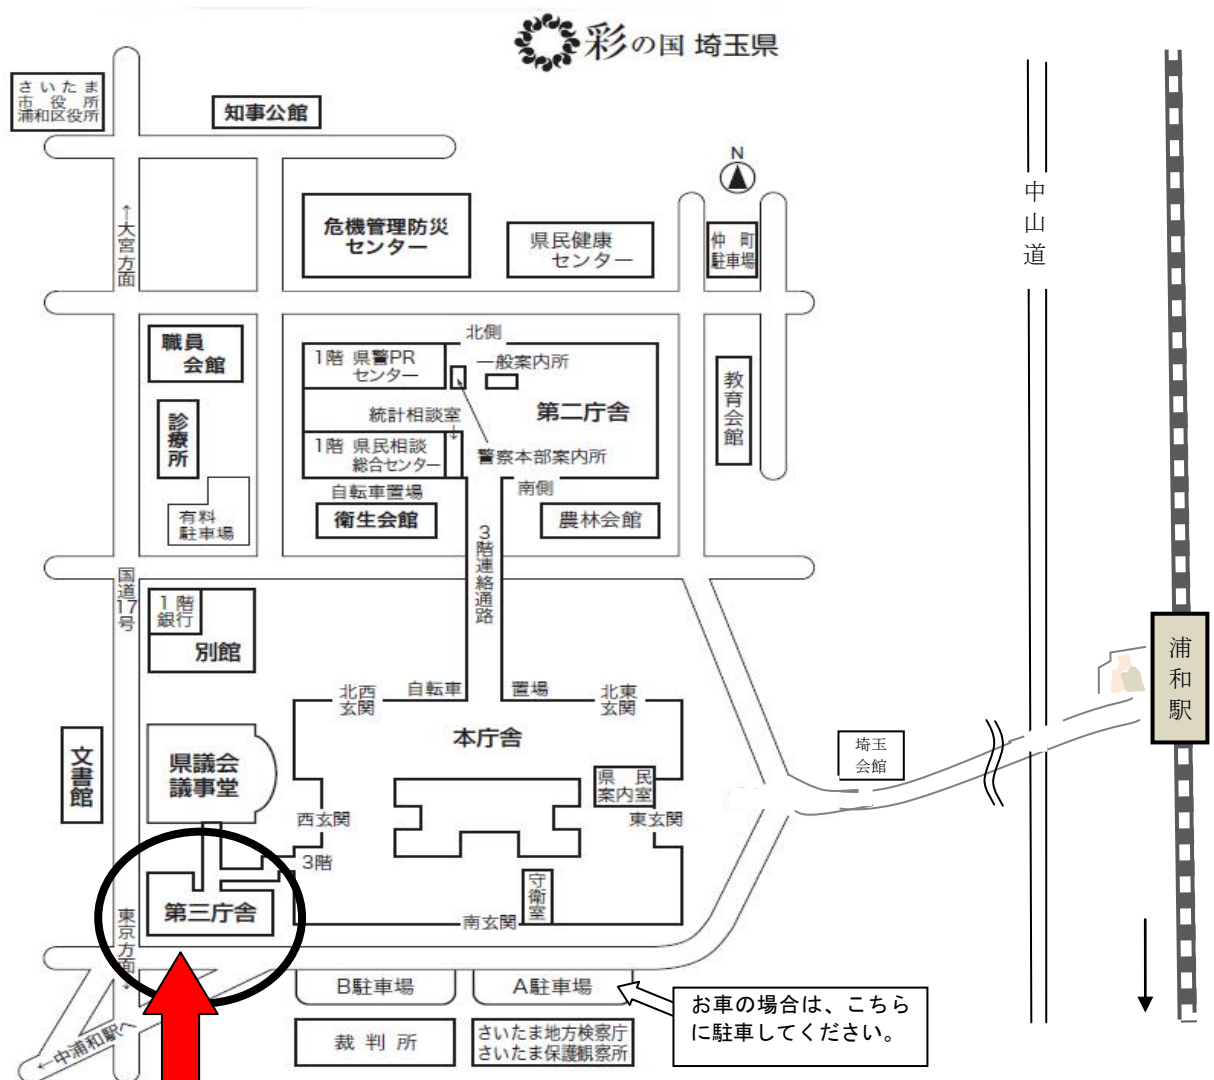 彩の国 埼玉県
さいたま
市役所
浦和区役所
知事公館
N
↑大宮方面
危機管理防災
センター
県民健康
センター
仲町
駐車場
中山道
職員
会館
北側
1階 県警PR
センター
一般案内所
第二庁舎
教育会館
診療所
統計相談室
↓
1階 県民相談
総合センター
警察本部案内所
自転車置場
南側
有料
駐車場
衛生会館
農林会館
3階連絡通路
国道17号
1階
銀行
別館
浦和駅
北西
玄関
自転車
置場
北東
玄関
本庁舎
文書館
県議会
議事堂
埼玉
会館
県民
案内室
西玄関
東玄関
3階
守衛室
第三庁舎
南玄関
東京方面↓
B駐車場
A駐車場
お車の場合は、こちら
に駐車してください。
←中浦和駅へ
裁判所
さいたま地方検察庁
さいたま保護観察所